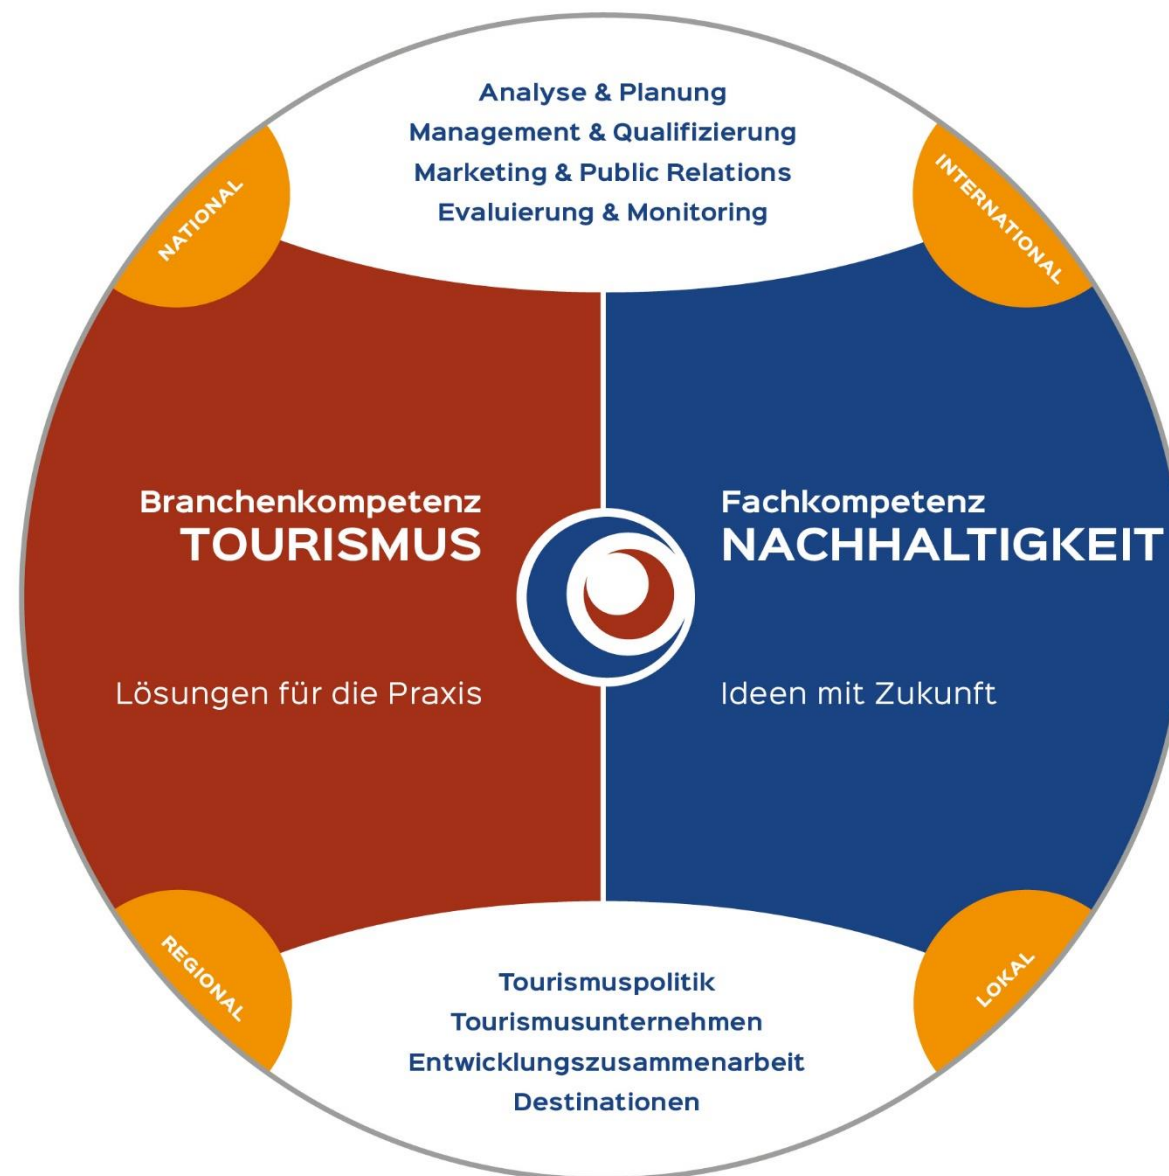 Analyse & Planung
Management & Qualifizierung
Marketing & Public Relations
Evaluierung & Monitoring
NATIONAL
INTERNATIONAL
Branchenkompetenz
TOURISMUS
Lösungen für die Praxis
Fachkompetenz
NACHHALTIGKEIT
Ideen mit Zukunft
REGIONAL
LOKAL
Tourismuspolitik
Tourismusunternehmen
Entwicklungszusammenarbeit
Destinationen